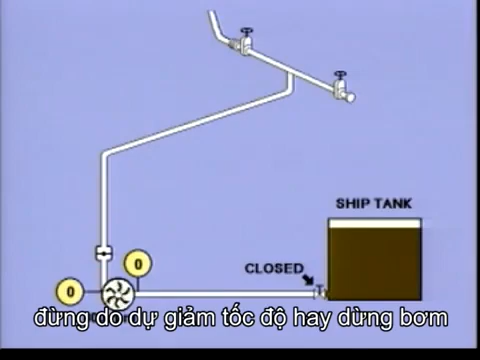 SHIP TANK
CLOSED
0
0
đừng do dự giảm tốc độ hay dừng bơm